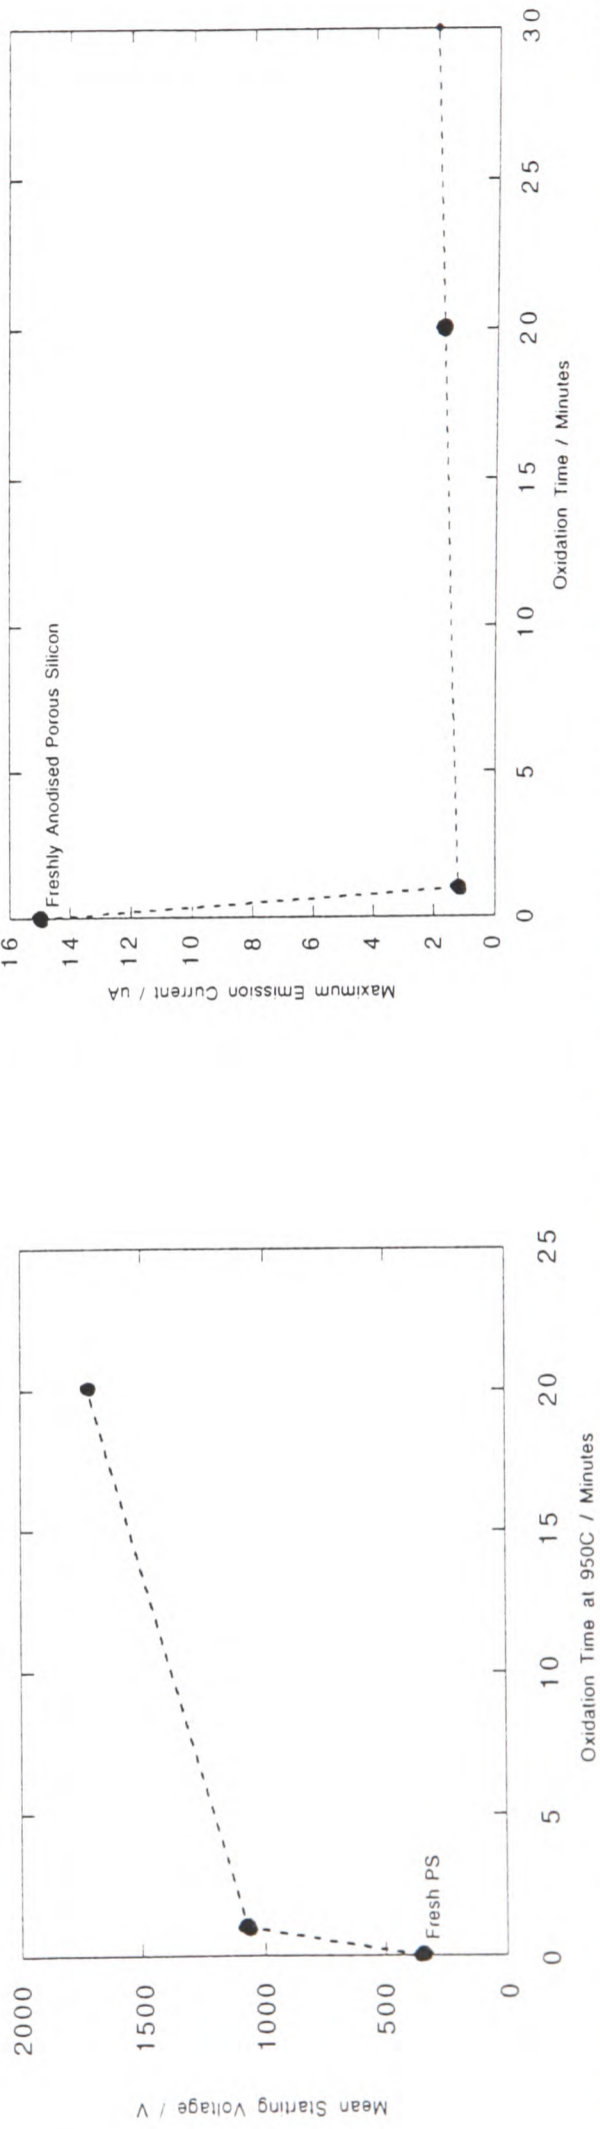 2000
1500
1000
500
0
Mean Starting Voltage / V
Fresh PS
0 5 10 15 20 25
Oxidation Time at 950C / Minutes
16
14
12
10
8
6
4
2
0
Maximum Emission Current / uA
Freshly Anodised Porous Silicon
0 5 10 15 20 25 30
Oxidation Time / Minutes